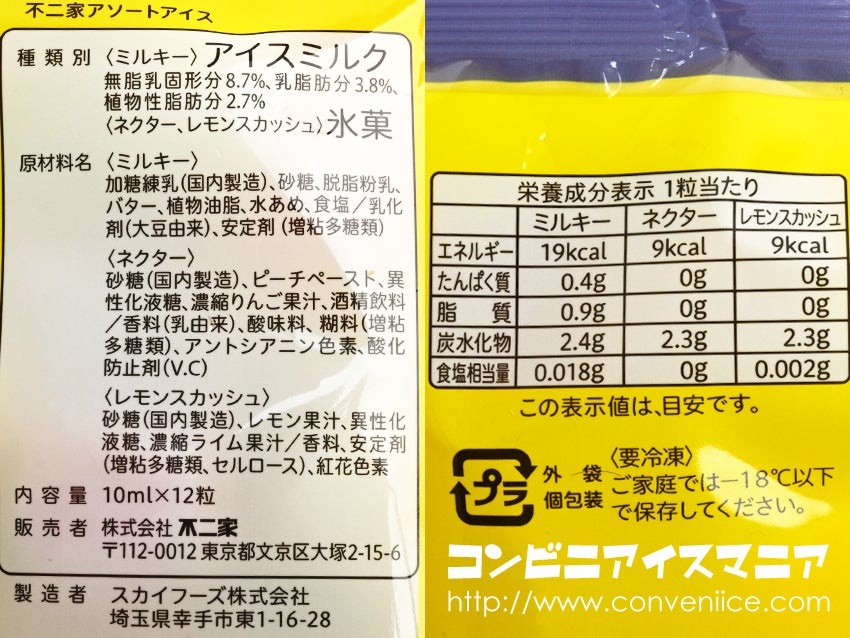 不二家アソートアイス
種類別 〈ミルキー〉アイスミルク
無脂乳固形分8.7%、乳脂肪分3.8%、
植物性脂肪分2.7%
〈ネクター、レモンスカッシュ〉氷菓
原材料名 〈ミルキー〉
加糖練乳(国内製造)、砂糖、脱脂粉乳、
バター、植物油脂、水あめ、食塩／乳化
剤(大豆由来)、安定剤(増粘多糖類)
〈ネクター〉
砂糖(国内製造)、ピーチペースト、異
性化液糖、濃縮りんご果汁、酒精飲料
／香料(乳由来)、酸味料、糊料(増粘
多糖類)、アントシアニン色素、酸化
防止剤(V.C)
〈レモンスカッシュ〉
砂糖(国内製造)、レモン果汁、異性化
液糖、濃縮ライム果汁／香料、安定剤
(増粘多糖類、セルロース)、紅花色素
内容量 10ml×12粒
販売者 株式会社 不二家
〒112-0012 東京都文京区大塚2-15-6
製造者 スカイフーズ株式会社
埼玉県幸手市東1-16-28
栄養成分表示 1粒当たり
ミルキー ネクター レモンスカッシュ
エネルギー 19kcal 9kcal 9kcal
たんぱく質 0.4g 0g 0g
脂質 0.9g 0g 0g
炭水化物 2.4g 2.3g 2.3g
食塩相当量 0.018g 0g 0.002g
この表示値は、目安です。
プラ
外袋
個包装
〈要冷凍〉
ご家庭では－18℃以下
で保存してください。
コンビニアイスマニア
http://www.conveniice.com